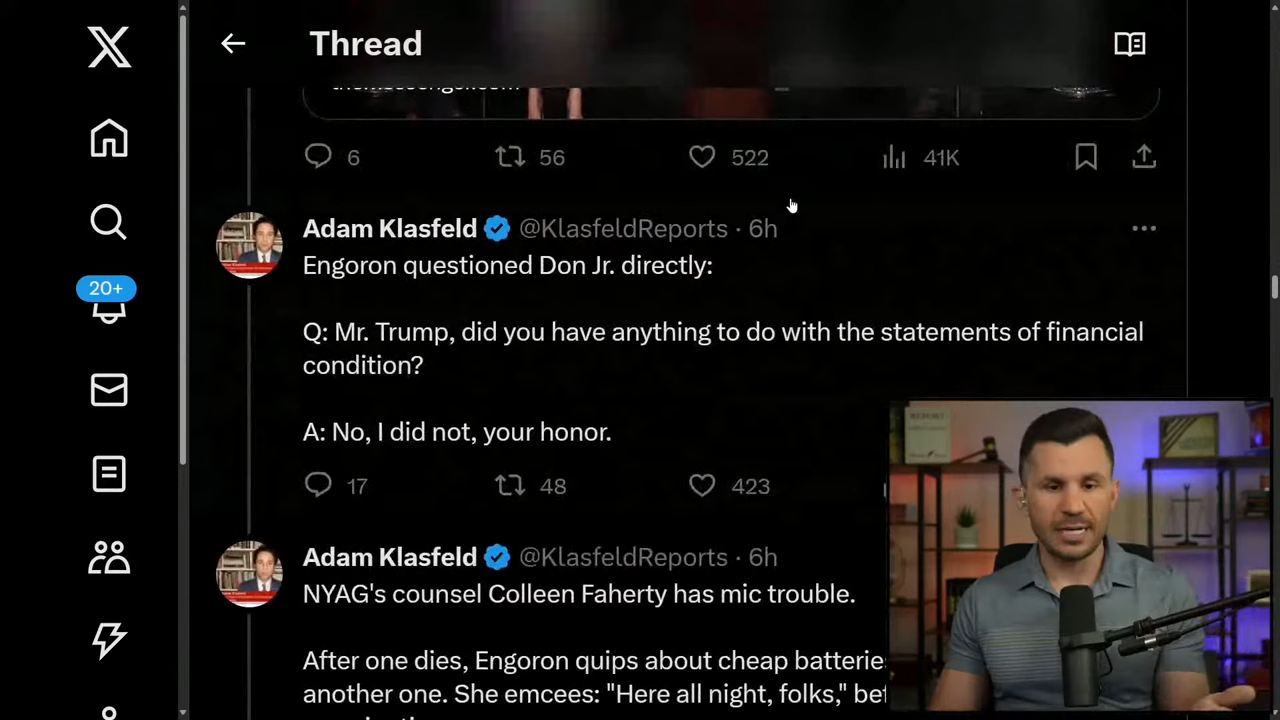 Thread
6 56 522 41K
Adam Klasfeld @KlasfeldReports · 6h
Engoron questioned Don Jr. directly:
20+
Q: Mr. Trump, did you have anything to do with the statements of financial
condition?
A: No, I did not, your honor.
17 48 423
Adam Klasfeld @KlasfeldReports · 6h
NYAG's counsel Colleen Faherty has mic trouble.
After one dies, Engoron quips about cheap
another one. She emcees: "Here all night, folks,"
REPORT